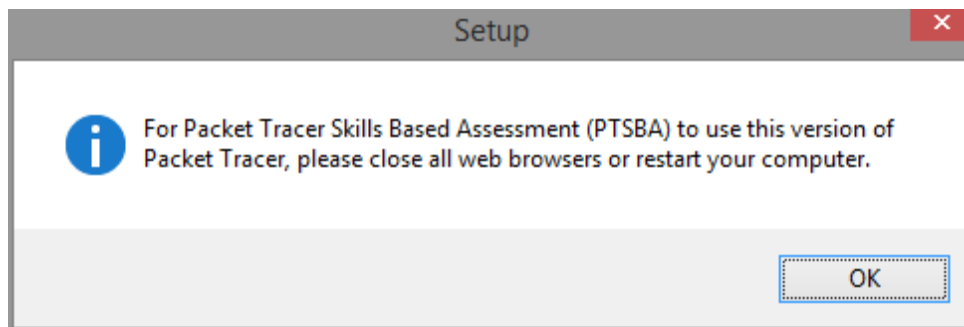 Setup
For Packet Tracer Skills Based Assessment (PTSBA) to use this version of
Packet Tracer, please close all web browsers or restart your computer.
OK